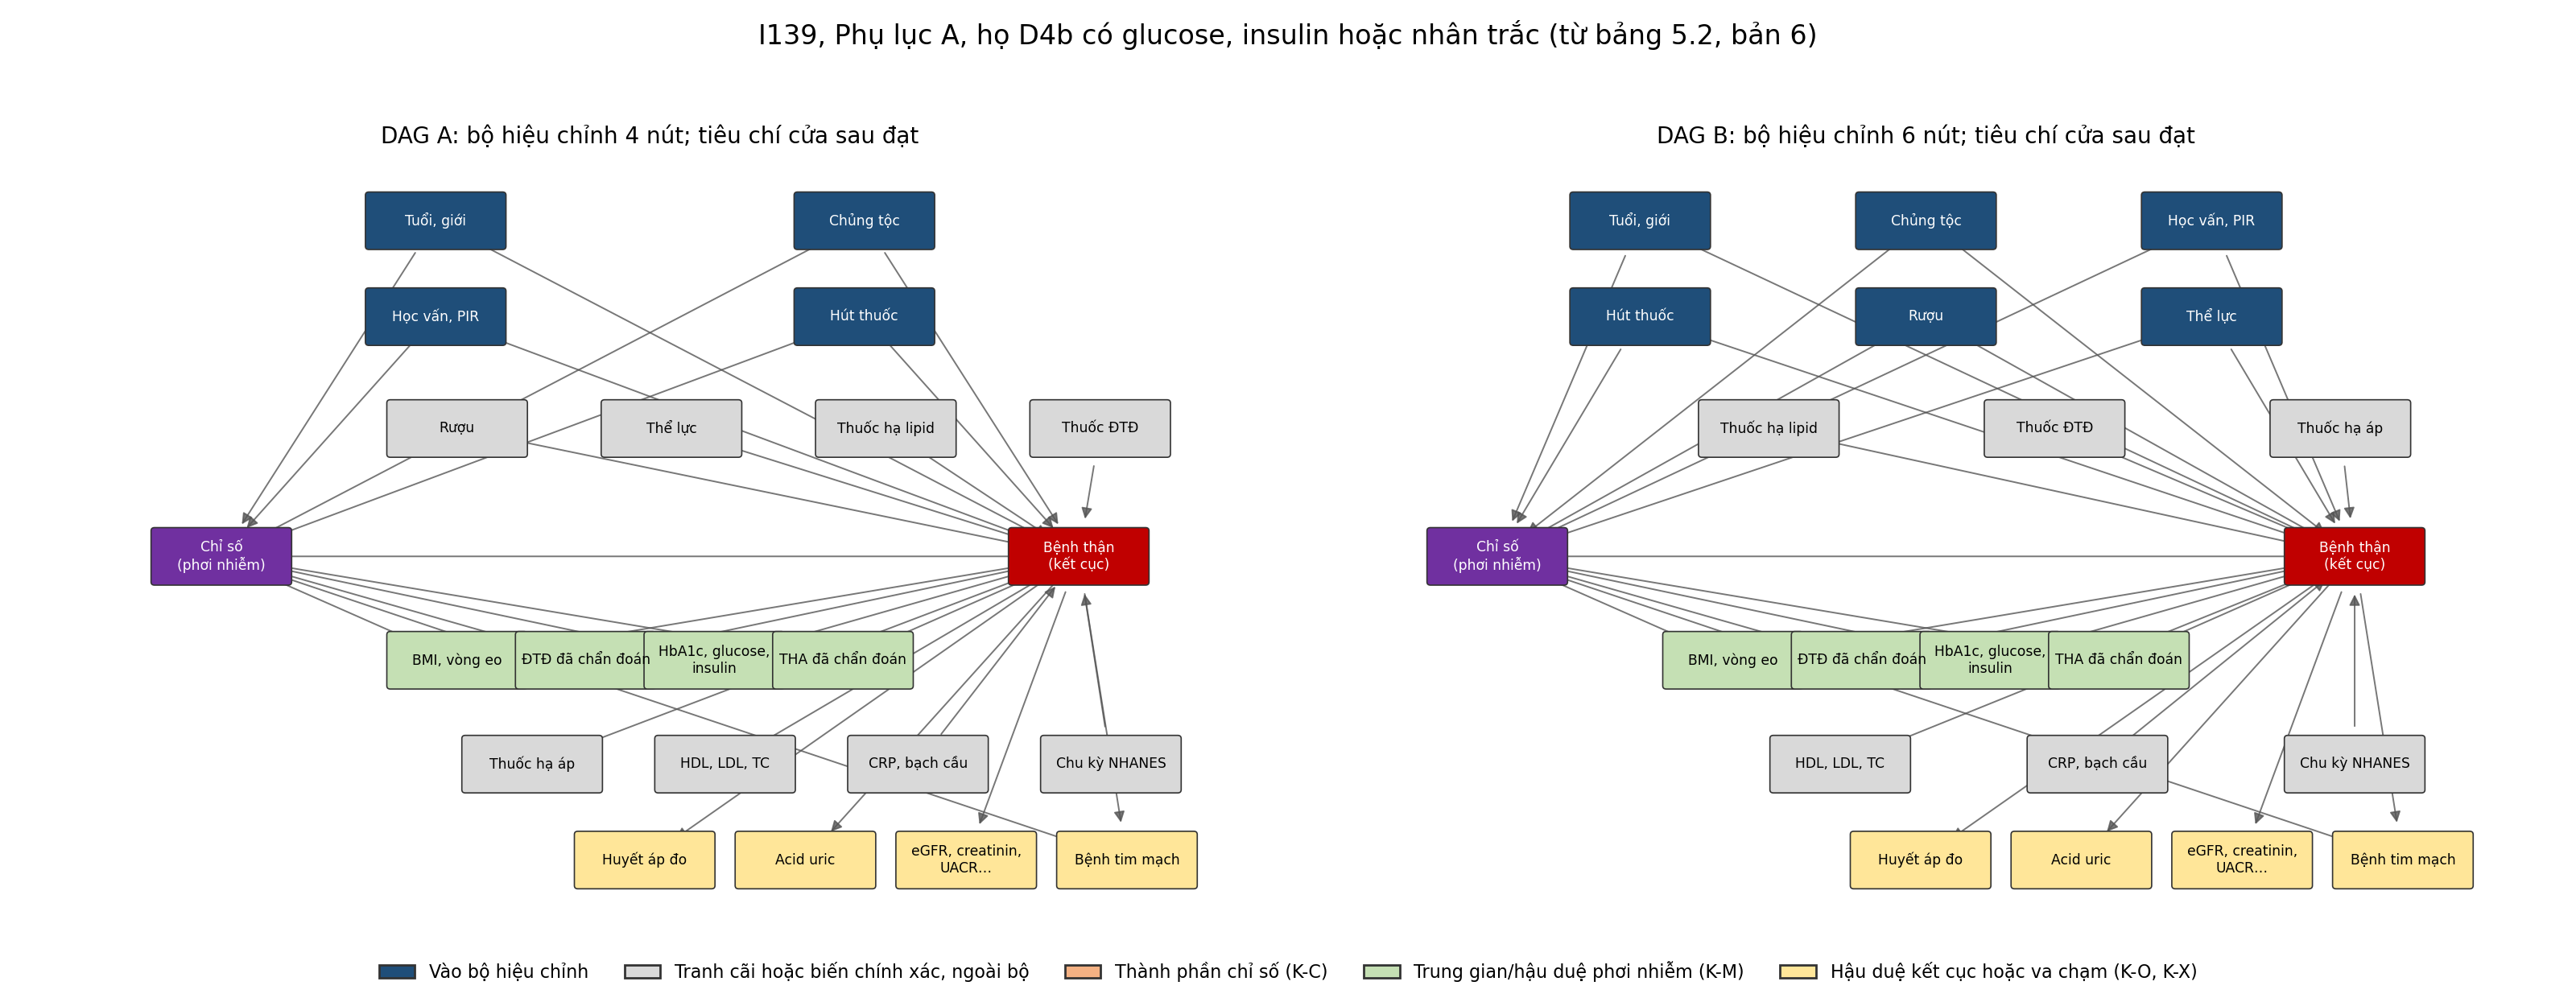 I139, Phụ lục A, họ D4b có glucose, insulin hoặc nhân trắc (từ bảng 5.2, bản 6)
DAG A: bộ hiệu chỉnh 4 nút; tiêu chí cửa sau đạt
Tuổi, giới
Chủng tộc
Học vấn, PIR
Hút thuốc
Rượu
Thể lực
Thuốc hạ lipid
Thuốc ĐTĐ
Chỉ số
(phơi nhiễm)
Bệnh thận
(kết cục)
BMI, vòng eo
ĐTĐ đã chẩn đoán
HbA1c, glucose,
insulin
THA đã chẩn đoán
Thuốc hạ áp
HDL, LDL, TC
CRP, bạch cầu
Chu kỳ NHANES
Huyết áp đo
Acid uric
eGFR, creatinin,
UACR...
Bệnh tim mạch
DAG B: bộ hiệu chỉnh 6 nút; tiêu chí cửa sau đạt
Tuổi, giới
Chủng tộc
Học vấn, PIR
Hút thuốc
Rượu
Thể lực
Thuốc hạ lipid
Thuốc ĐTĐ
Thuốc hạ áp
Chỉ số
(phơi nhiễm)
Bệnh thận
(kết cục)
BMI, vòng eo
ĐTĐ đã chẩn đoán
HbA1c, glucose,
insulin
THA đã chẩn đoán
HDL, LDL, TC
CRP, bạch cầu
Chu kỳ NHANES
Huyết áp đo
Acid uric
eGFR, creatinin,
UACR...
Bệnh tim mạch
Vào bộ hiệu chỉnh
Tranh cãi hoặc biến chính xác, ngoài bộ
Thành phần chỉ số (K-C)
Trung gian/hậu duệ phơi nhiễm (K-M)
Hậu duệ kết cục hoặc va chạm (K-O, K-X)